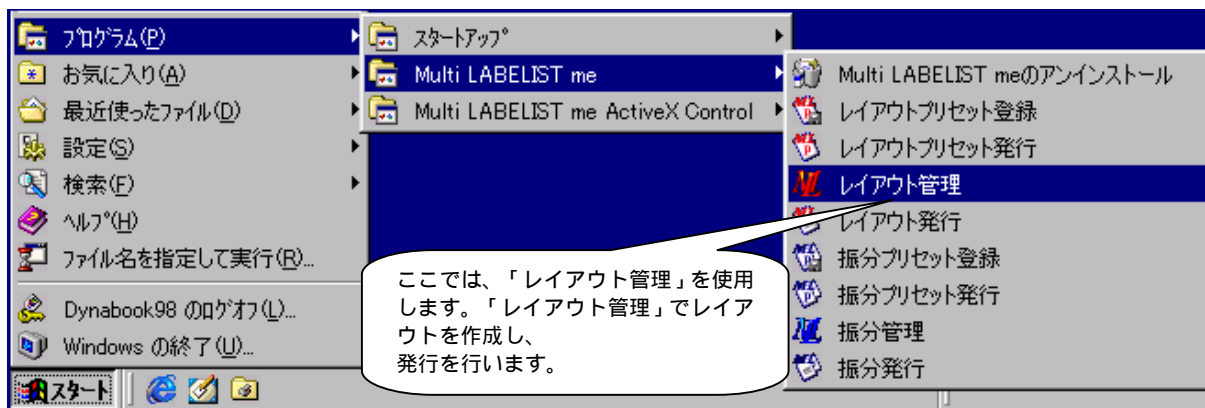 ﾌﾟﾛｸﾞﾗﾑ(P)
お気に入り(A)
最近使ったﾌｧｲﾙ(D)
設定(S)
検索(F)
ﾍﾙﾌﾟ(H)
ﾌｧｲﾙ名を指定して実行(R)...
Dynabook98 のﾛｸﾞｵﾌ(L)...
Windows の終了(U)...
スタート
ｽﾀｰﾄｱｯﾌﾟ
Multi LABELIST me
Multi LABELIST me ActiveX Control
Multi LABELIST meのアンインストール
レイアウトプリセット登録
レイアウトプリセット発行
レイアウト管理
レイアウト発行
振分プリセット登録
振分プリセット発行
振分管理
振分発行
ここでは、「レイアウト管理」を使用
します。「レイアウト管理」でレイア
ウトを作成し、
発行を行います。